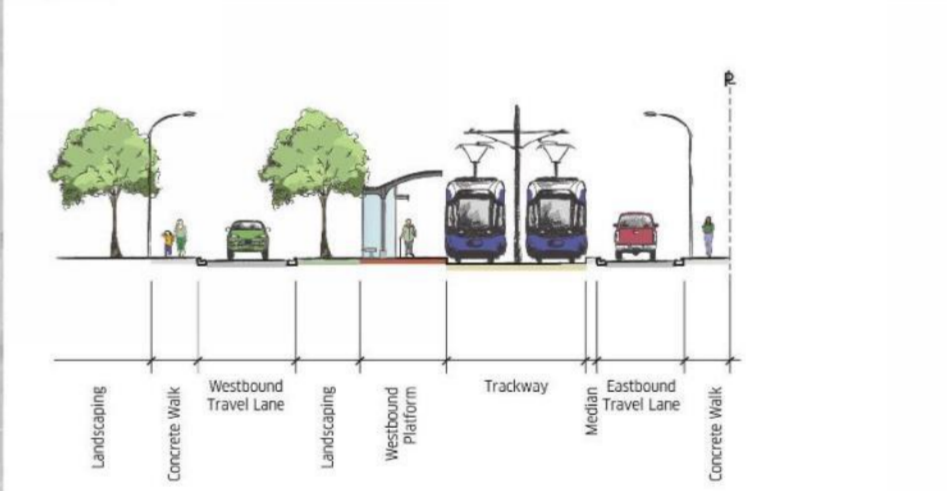 Landscaping
Concrete Walk
Westbound
Travel Lane
Landscaping
Westbound
Platform
Trackway
Median
Eastbound
Travel Lane
Concrete Walk